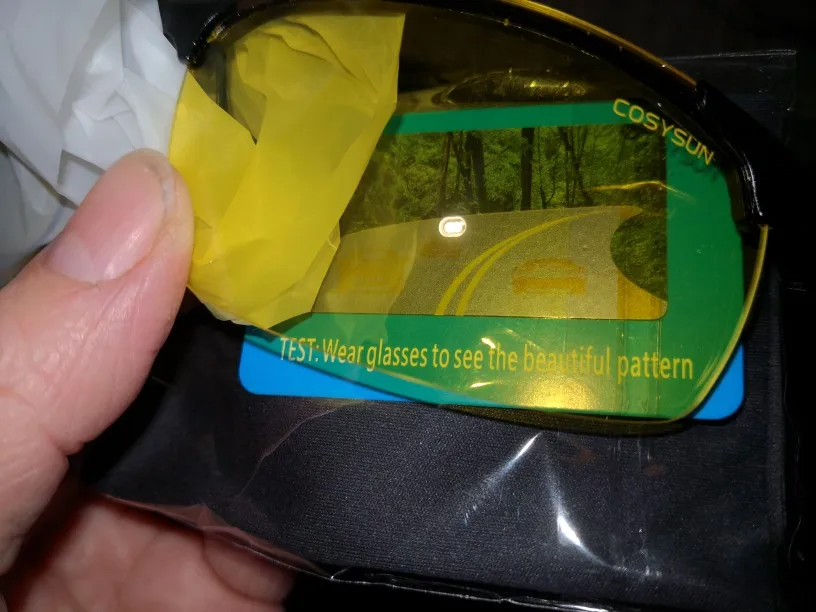 COSYSUN
TEST: Wear glasses to see the beautiful pattern